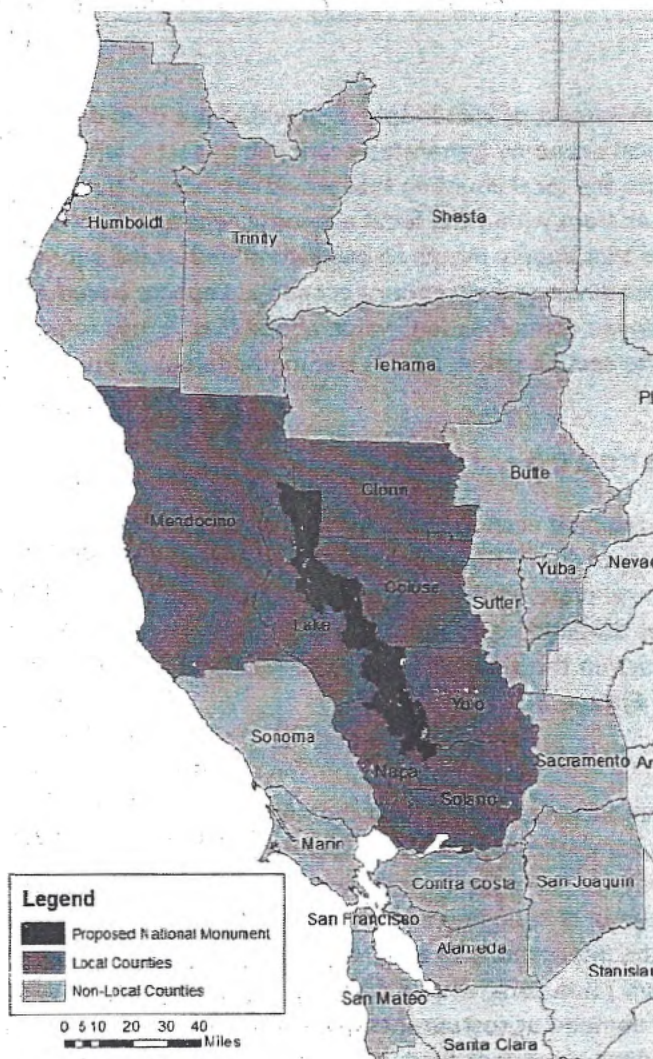 Humboldt
Trinity
Shasta
Tehama
Butte
Glenn
Mendocino
Colusa
Yuba
Nevad
Sutter
Lake
Yolo
Sonoma
Sacramento
Napa
Solano
Marin
Contra Costa
San Joaquin
San Francisco
Alameda
Stanislau
San Mateo
Santa Clara
Legend
Proposed National Monument
Local Counties
Non-Local Counties
0 5 10 20 30 40
Miles